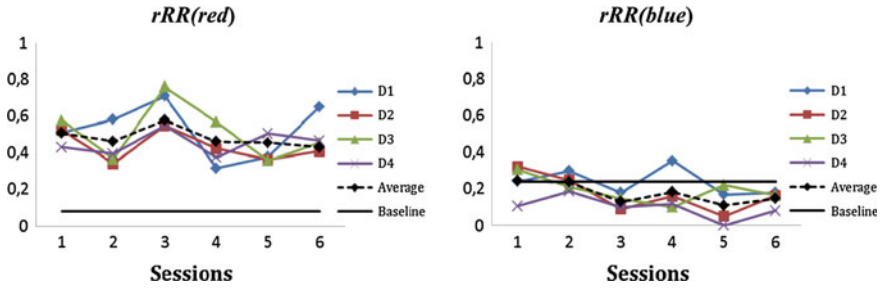 rRR(red)
1
0,8
0,6
0,4
0,2
0
1 2 3 4 5 6
Sessions
D1
D2
D3
D4
Average
Baseline
rRR(blue)
1
0,8
0,6
0,4
0,2
0
1 2 3 4 5 6
Sessions
D1
D2
D3
D4
Average
Baseline